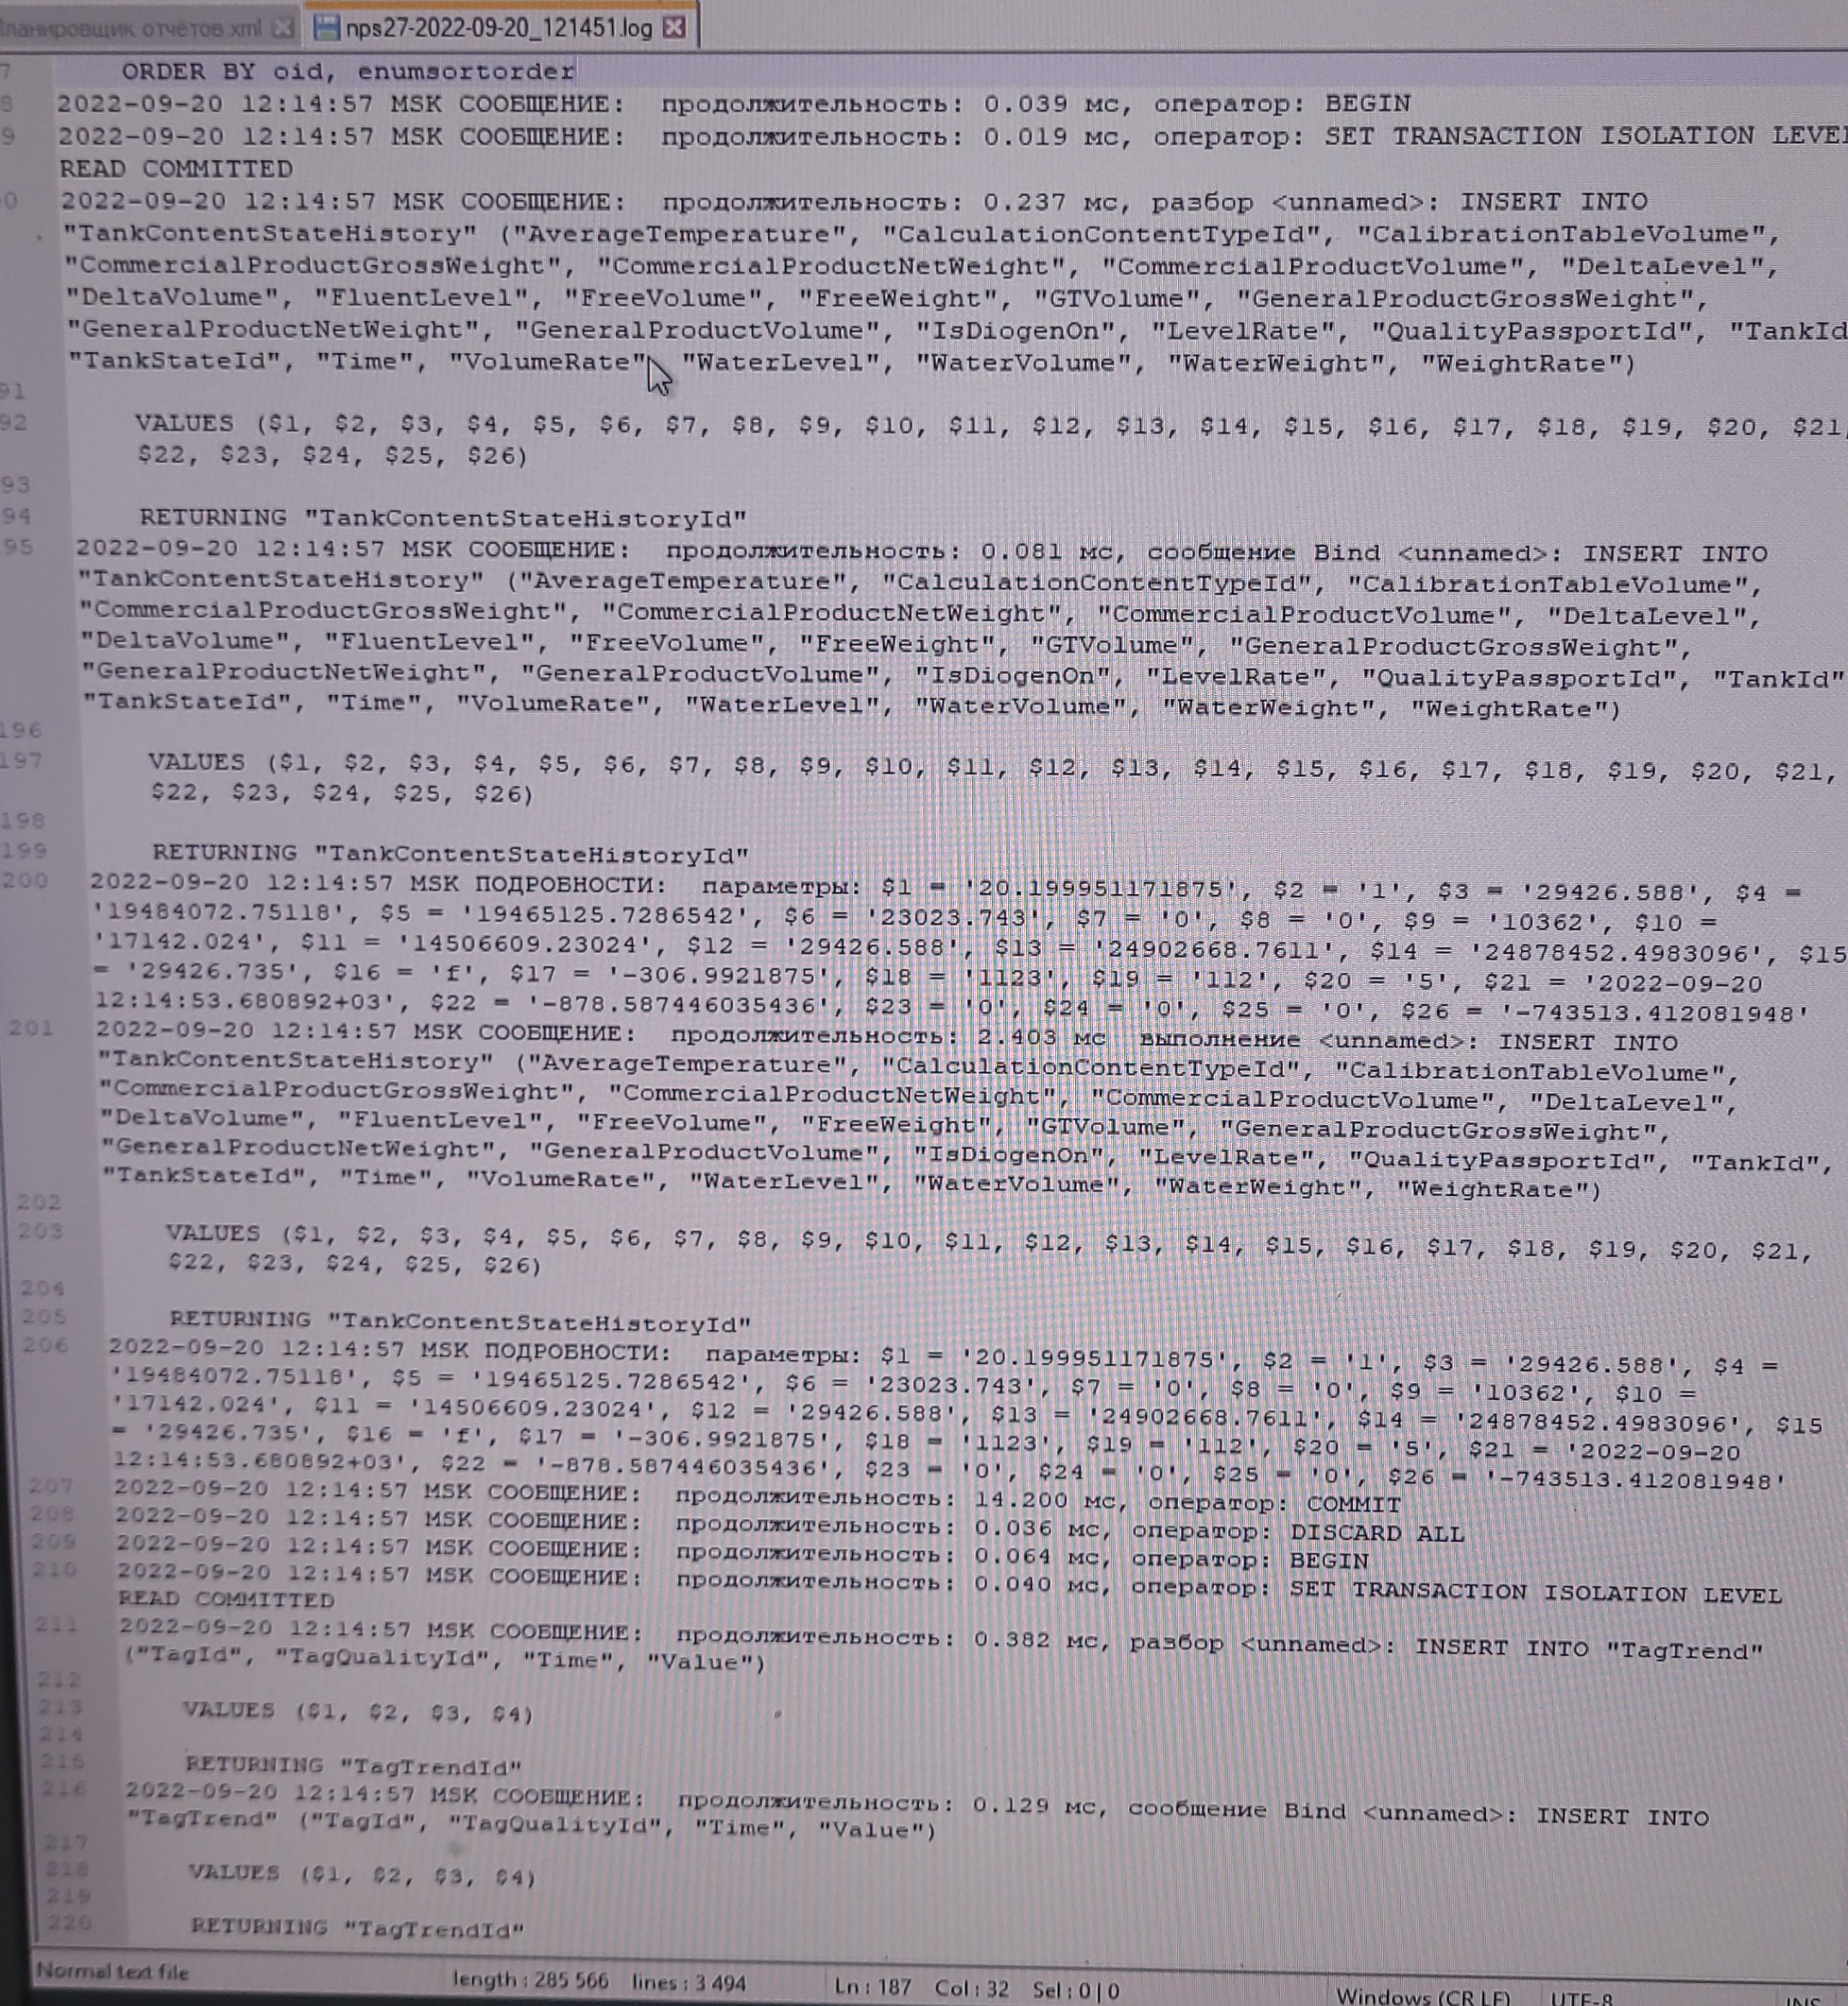 ланировщик отчётов.xml
nps27-2022-09-20_121451.log
7 ORDER BY oid, enumsortorder
8 2022-09-20 12:14:57 MSK СООБЩЕНИЕ: продолжительность: 0.039 мс, оператор: BEGIN
9 2022-09-20 12:14:57 MSK СООБЩЕНИЕ: продолжительность: 0.019 мс, оператор: SET TRANSACTION ISOLATION LEVEL
READ COMMITTED
0 2022-09-20 12:14:57 MSK СООБЩЕНИЕ: продолжительность: 0.237 мс, разбор <unnamed>: INSERT INTO
"TankContentStateHistory" ("AverageTemperature", "CalculationContentTypeId", "CalibrationTableVolume",
"CommercialProductGrossWeight", "CommercialProductNetWeight", "CommercialProductVolume", "DeltaLevel",
"DeltaVolume", "FluentLevel", "FreeVolume", "FreeWeight", "GTVolume", "GeneralProductGrossWeight",
"GeneralProductNetWeight", "GeneralProductVolume", "IsDiogenOn", "LevelRate", "QualityPassportId", "TankId
"TankStateId", "Time", "VolumeRate", "WaterLevel", "WaterVolume", "WaterWeight", "WeightRate")
91
92 VALUES ($1, $2, $3, $4, $5, $6, $7, $8, $9, $10, $11, $12, $13, $14, $15, $16, $17, $18, $19, $20, $21,
$22, $23, $24, $25, $26)
93
94 RETURNING "TankContentStateHistoryId"
95 2022-09-20 12:14:57 MSK СООБЩЕНИЕ: продолжительность: 0.081 мс, сообщение Bind <unnamed>: INSERT INTO
"TankContentStateHistory" ("AverageTemperature", "CalculationContentTypeId", "CalibrationTableVolume",
"CommercialProductGrossWeight", "CommercialProductNetWeight", "CommercialProductVolume", "DeltaLevel",
"DeltaVolume", "FluentLevel", "FreeVolume", "FreeWeight", "GTVolume", "GeneralProductGrossWeight",
"GeneralProductNetWeight", "GeneralProductVolume", "IsDiogenOn", "LevelRate", "QualityPassportId", "TankId"
"TankStateId", "Time", "VolumeRate", "WaterLevel", "WaterVolume", "WaterWeight", "WeightRate")
196
197 VALUES ($1, $2, $3, $4, $5, $6, $7, $8, $9, $10, $11, $12, $13, $14, $15, $16, $17, $18, $19, $20, $21,
$22, $23, $24, $25, $26)
198
199 RETURNING "TankContentStateHistoryId"
200 2022-09-20 12:14:57 MSK ПОДРОБНОСТИ: параметры: $1 = '20.199951171875', $2 = '1', $3 = '29426.588', $4 =
'19484072.75118', $5 = '19465125.7286542', $6 = '23023.743', $7 = '0', $8 = '0', $9 = '10362', $10 =
'17142.024', $11 = '14506609.23024', $12 = '29426.588', $13 = '24902668.7611', $14 = '24878452.4983096', $15
= '29426.735', $16 = 'f', $17 = '-306.9921875', $18 = '1123', $19 = '112', $20 = '5', $21 = '2022-09-20
12:14:53.680892+03', $22 = '-878.587446035436', $23 = '0', $24 = '0', $25 = '0', $26 = '-743513.412081948'
201 2022-09-20 12:14:57 MSK СООБЩЕНИЕ: продолжительность: 2.403 мс выполнение <unnamed>: INSERT INTO
"TankContentStateHistory" ("AverageTemperature", "CalculationContentTypeId", "CalibrationTableVolume",
"CommercialProductGrossWeight", "CommercialProductNetWeight", "CommercialProductVolume", "DeltaLevel",
"DeltaVolume", "FluentLevel", "FreeVolume", "FreeWeight", "GTVolume", "GeneralProductGrossWeight",
"GeneralProductNetWeight", "GeneralProductVolume", "IsDiogenOn", "LevelRate", "QualityPassportId", "TankId",
"TankStateId", "Time", "VolumeRate", "WaterLevel", "WaterVolume", "WaterWeight", "WeightRate")
202
203 VALUES ($1, $2, $3, $4, $5, $6, $7, $8, $9, $10, $11, $12, $13, $14, $15, $16, $17, $18, $19, $20, $21,
$22, $23, $24, $25, $26)
204
205 RETURNING "TankContentStateHistoryId"
206 2022-09-20 12:14:57 MSK ПОДРОБНОСТИ: параметры: $1 = '20.199951171875', $2 = '1', $3 = '29426.588', $4 =
'19484072.75118', $5 = '19465125.7286542', $6 = '23023.743', $7 = '0', $8 = '0', $9 = '10362', $10 =
'17142.024', $11 = '14506609.23024', $12 = '29426.588', $13 = '24902668.7611', $14 = '24878452.4983096', $15
= '29426.735', $16 = 'f', $17 = '-306.9921875', $18 = '1123', $19 = '112', $20 = '5', $21 = '2022-09-20
12:14:53.680892+03', $22 = '-878.587446035436', $23 = '0', $24 = '0', $25 = '0', $26 = '-743513.412081948'
207 2022-09-20 12:14:57 MSK СООБЩЕНИЕ: продолжительность: 14.200 мс, оператор: COMMIT
208 2022-09-20 12:14:57 MSK СООБЩЕНИЕ: продолжительность: 0.036 мс, оператор: DISCARD ALL
209 2022-09-20 12:14:57 MSK СООБЩЕНИЕ: продолжительность: 0.064 мс, оператор: BEGIN
210 2022-09-20 12:14:57 MSK СООБЩЕНИЕ: продолжительность: 0.040 мс, оператор: SET TRANSACTION ISOLATION LEVEL
READ COMMITTED
211 2022-09-20 12:14:57 MSK СООБЩЕНИЕ: продолжительность: 0.382 мс, разбор <unnamed>: INSERT INTO "TagTrend"
("TagId", "TagQualityId", "Time", "Value")
212
213 VALUES ($1, $2, $3, $4)
214
215 RETURNING "TagTrendId"
216 2022-09-20 12:14:57 MSK СООБЩЕНИЕ: продолжительность: 0.129 мс, сообщение Bind <unnamed>: INSERT INTO
"TagTrend" ("TagId", "TagQualityId", "Time", "Value")
217
218 VALUES ($1, $2, $3, $4)
219
220 RETURNING "TagTrendId"
Normal text file length : 285 566 lines : 3 494 Ln : 187 Col : 32 Sel : 0 | 0 Windows (CR LF) UTF-8 INS